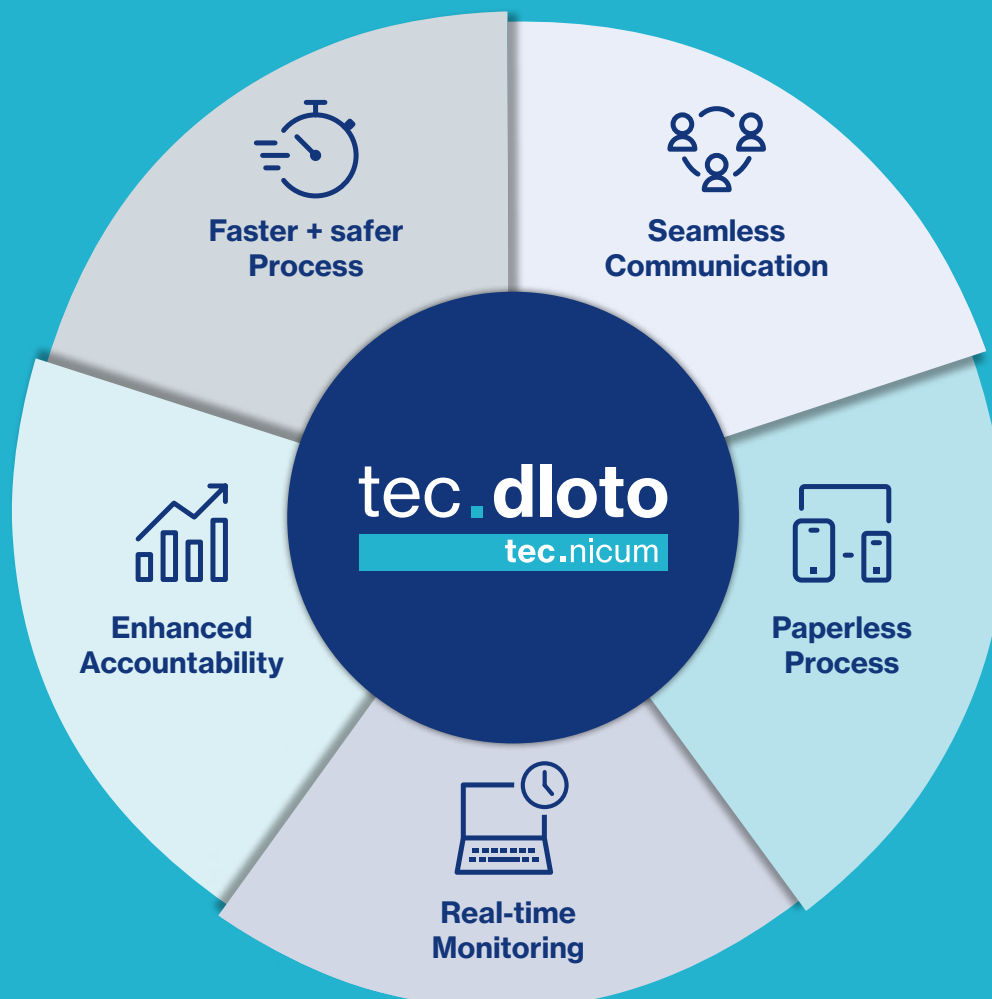 Faster + safer
Process
Seamless
Communication
tec.dloto
tec.nicum
Enhanced
Accountability
Paperless
Process
Real-time
Monitoring